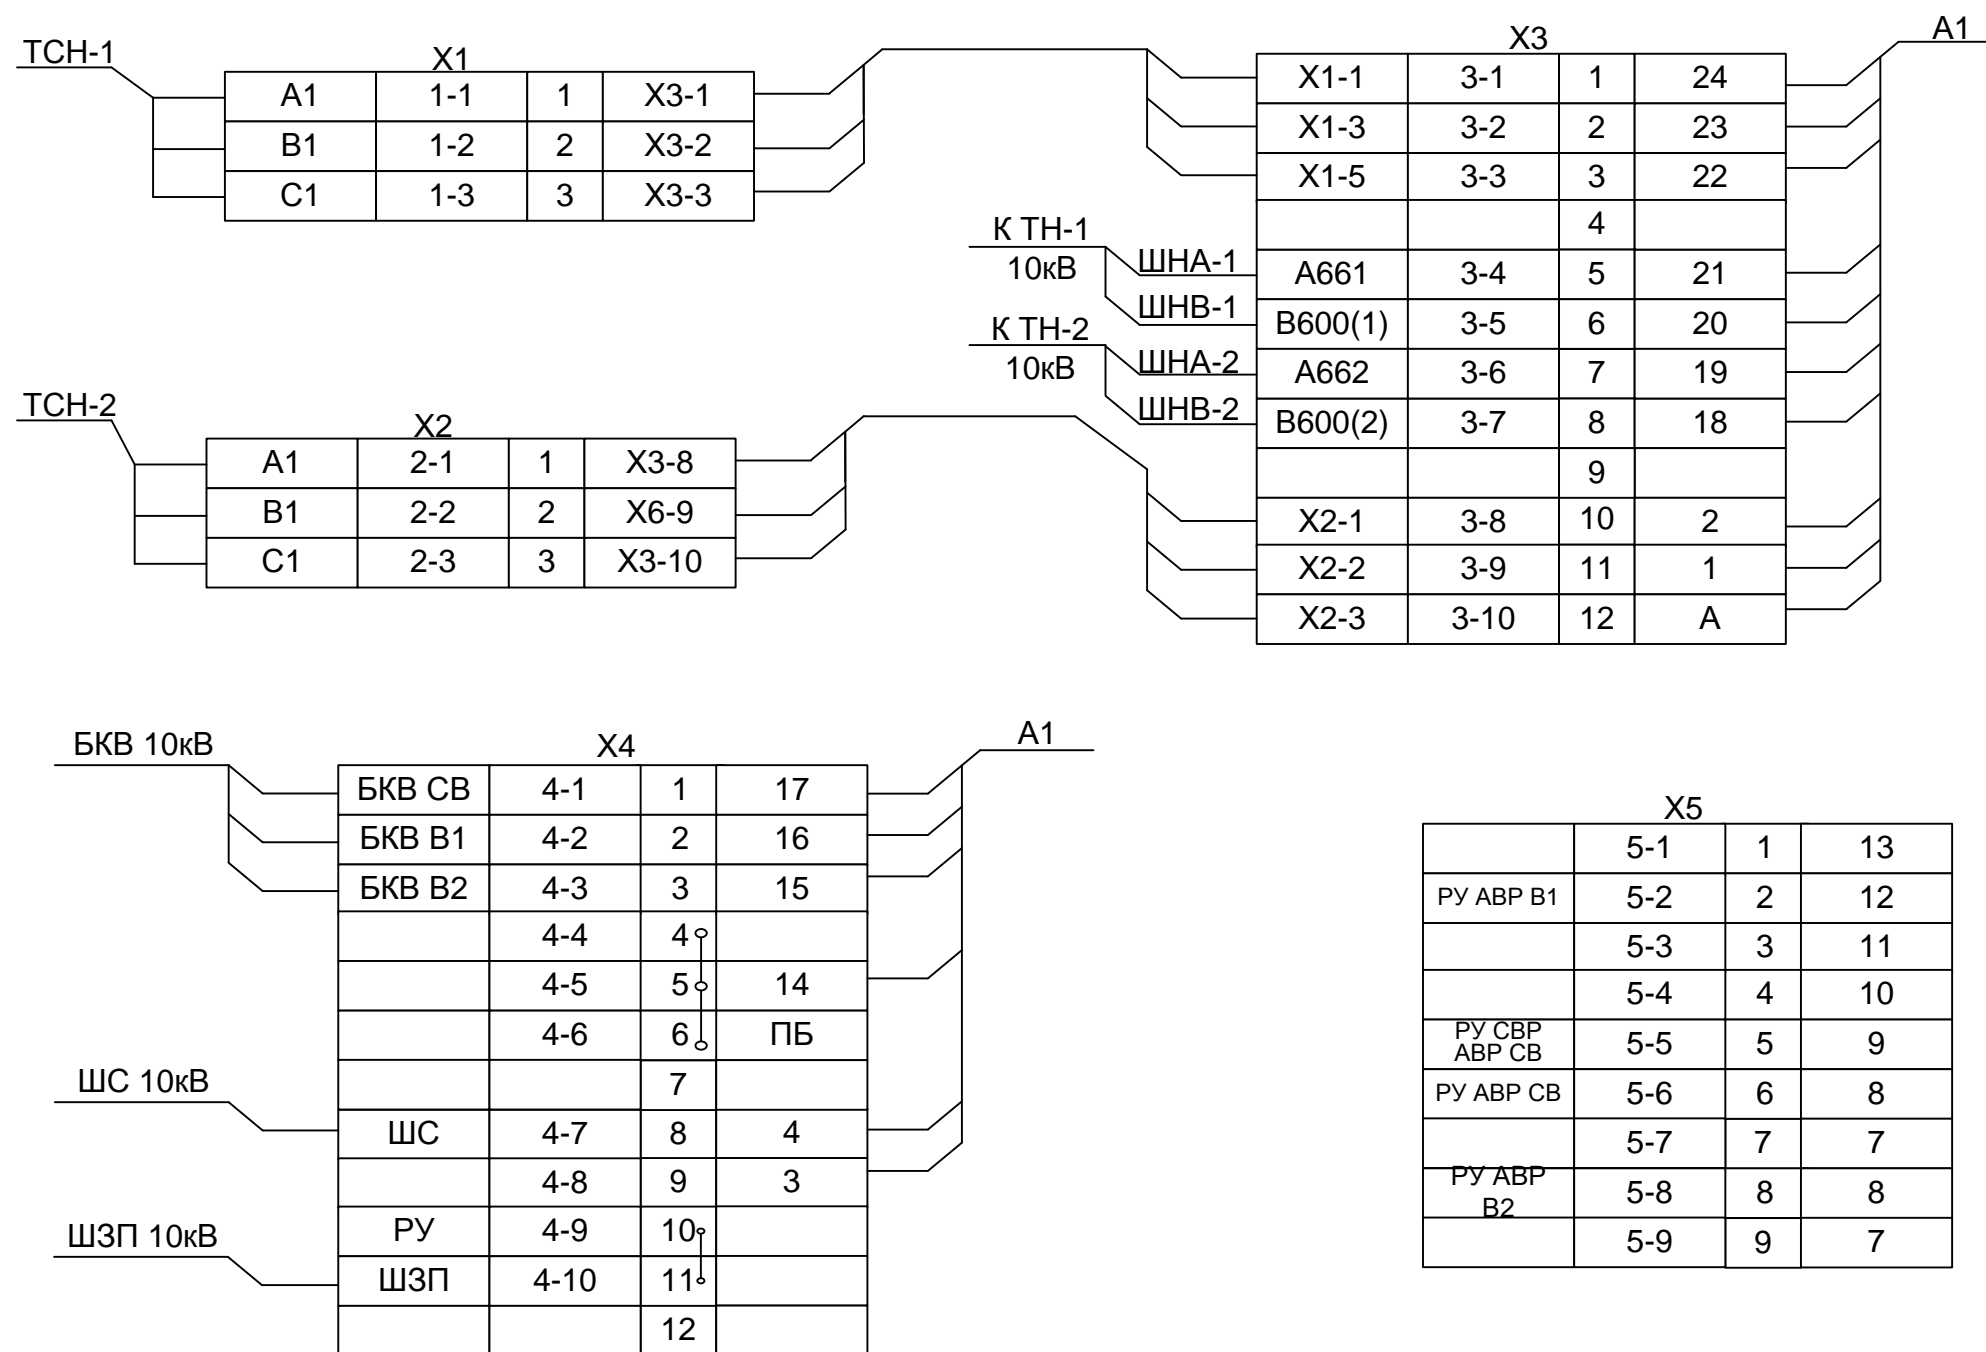 ТСН-1
X1
A1 1-1 1 X3-1
B1 1-2 2 X3-2
C1 1-3 3 X3-3
ТСН-2
X2
A1 2-1 1 X3-8
B1 2-2 2 X6-9
C1 2-3 3 X3-10
A1
X3
X1-1 3-1 1 24
X1-3 3-2 2 23
X1-5 3-3 3 22
4
К ТН-1
10кВ
ШНА-1
A661 3-4 5 21
ШНВ-1
B600(1) 3-5 6 20
К ТН-2
10кВ
ШНА-2
A662 3-6 7 19
ШНВ-2
B600(2) 3-7 8 18
9
X2-1 3-8 10 2
X2-2 3-9 11 1
X2-3 3-10 12 A
БКВ 10кВ
X4
A1
БКВ СВ 4-1 1 17
БКВ В1 4-2 2 16
БКВ В2 4-3 3 15
4-4 4
4-5 5 14
4-6 6 ПБ
7
ШС 10кВ
ШС 4-7 8 4
4-8 9 3
РУ 4-9 10
ШЗП 10кВ
ШЗП 4-10 11
12
X5
5-1 1 13
РУ АВР В1 5-2 2 12
5-3 3 11
5-4 4 10
РУ СВР
АВР СВ 5-5 5 9
РУ АВР СВ 5-6 6 8
5-7 7 7
РУ АВР
В2 5-8 8 8
5-9 9 7